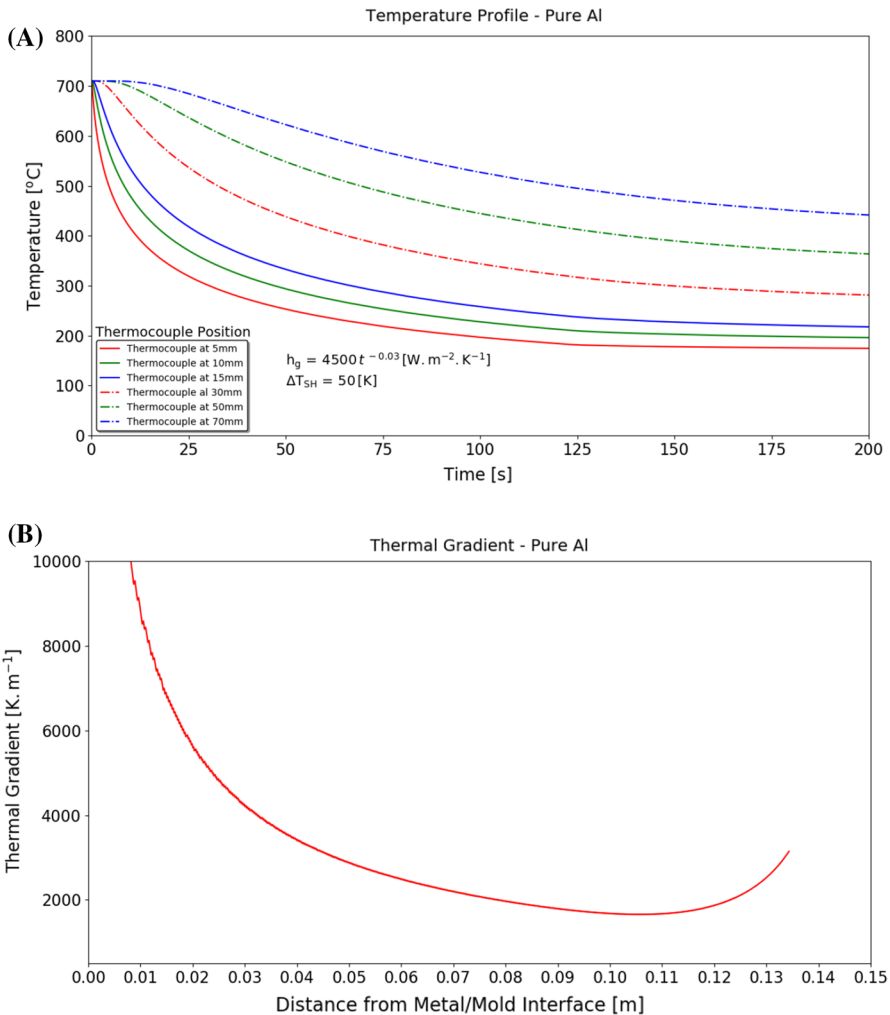 (A)
Temperature Profile - Pure Al
800
700
600
500
400
300
200
100
0
Temperature [ºC]
Thermocouple Position
Thermocouple at 5mm
Thermocouple at 10mm
Thermocouple at 15mm
Thermocouple al 30mm
Thermocouple at 50mm
Thermocouple at 70mm
h_g = 4500 t^{-0.03} [W.m^{-2}.K^{-1}]
ΔT_{SH} = 50 [K]
0 25 50 75 100 125 150 175 200
Time [s]
(B)
Thermal Gradient - Pure Al
10000
8000
6000
4000
2000
Thermal Gradient [K.m^{-1}]
0.00 0.01 0.02 0.03 0.04 0.05 0.06 0.07 0.08 0.09 0.10 0.11 0.12 0.13 0.14 0.15
Distance from Metal/Mold Interface [m]